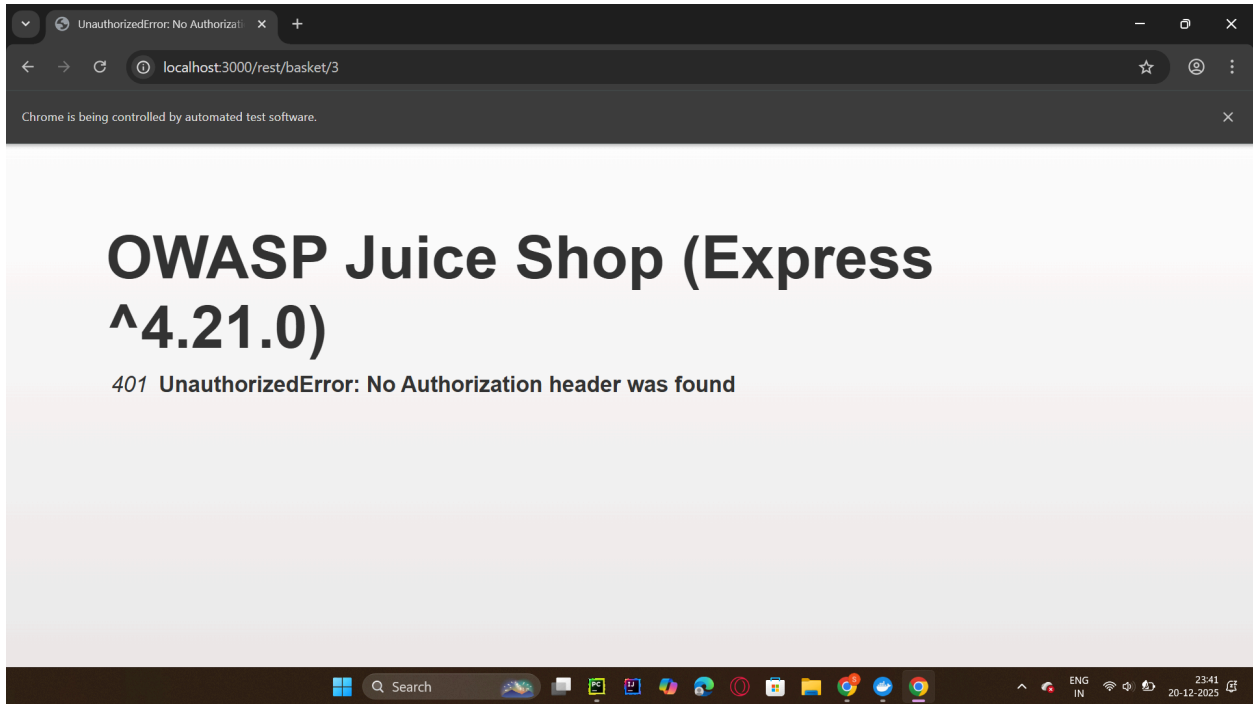 UnauthorizedError: No Authorizati
localhost:3000/rest/basket/3
Chrome is being controlled by automated test software.
OWASP Juice Shop (Express
^4.21.0)
401 UnauthorizedError: No Authorization header was found
Search
PC
IJ
ENG
IN
23:41
20-12-2025